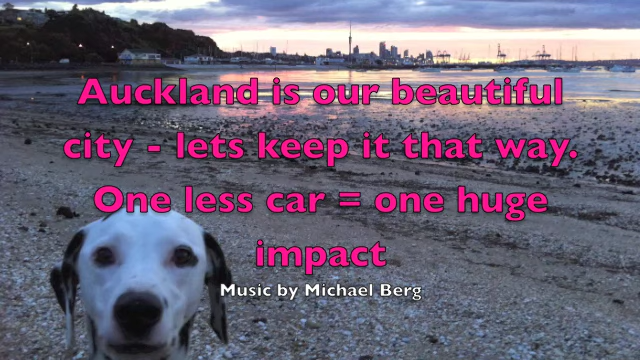 Auckland is our beautiful
city - lets keep it that way.
One less car = one huge
impact
Music by Michael Berg